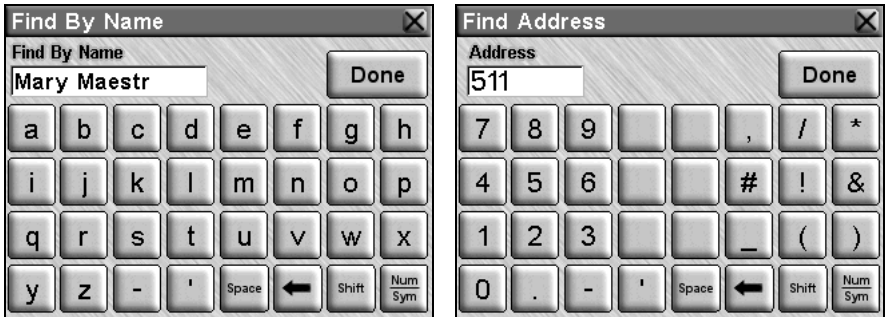 Find By Name
Find By Name
Mary Maestr
Done
a b c d e f g h
i j k l m n o p
q r s t u v w x
y z - ' Space Shift Num Sym
Find Address
Address
511
Done
7 8 9 , / *
4 5 6 # ! &
1 2 3 _ ( )
0 . - ' Space Shift Num Sym